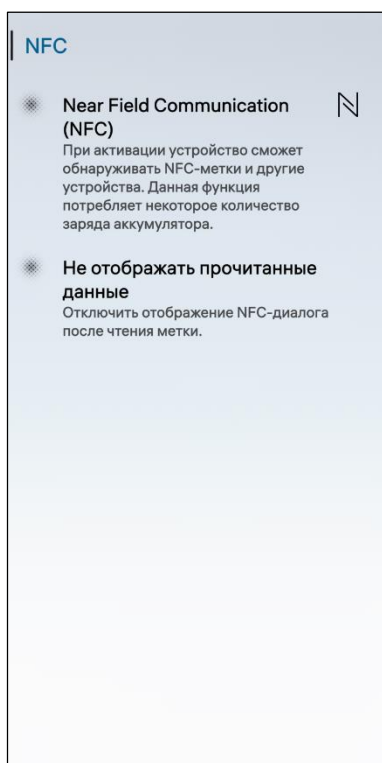 NFC
Near Field Communication
(NFC)
При активации устройство сможет
обнаруживать NFC-метки и другие
устройства. Данная функция
потребляет некоторое количество
заряда аккумулятора.
Не отображать прочитанные
данные
Отключить отображение NFC-диалога
после чтения метки.